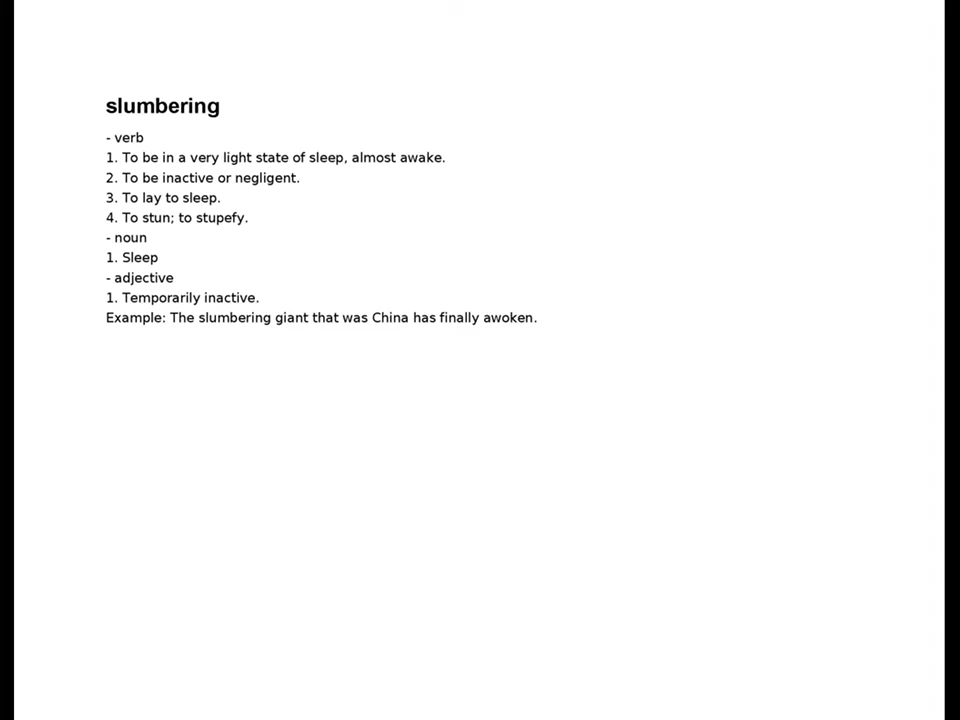 slumbering
- verb
1. To be in a very light state of sleep, almost awake.
2. To be inactive or negligent.
3. To lay to sleep.
4. To stun; to stupefy.
- noun
1. Sleep
- adjective
1. Temporarily inactive.
Example: The slumbering giant that was China has finally awoken.